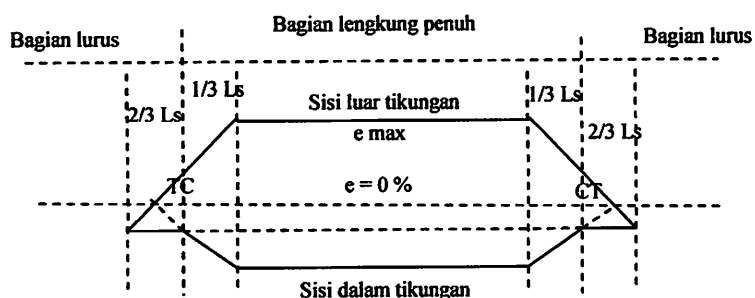 Bagian lurus
Bagian lengkung penuh
Bagian lurus
2/3 Ls
1/3 Ls
Sisi luar tikungan
e max
1/3 Ls
2/3 Ls
TC
e = 0 %
CT
Sisi dalam tikungan